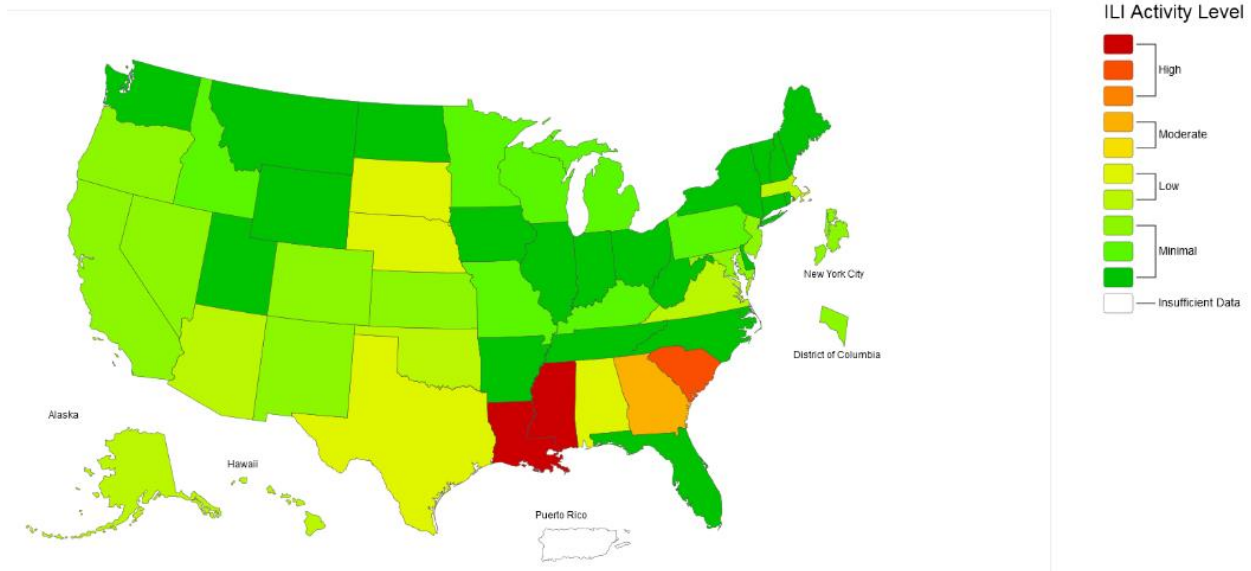 ILI Activity Level
High
Moderate
Low
Minimal
Insufficient Data
New York City
District of Columbia
Alaska
Hawaii
Puerto Rico